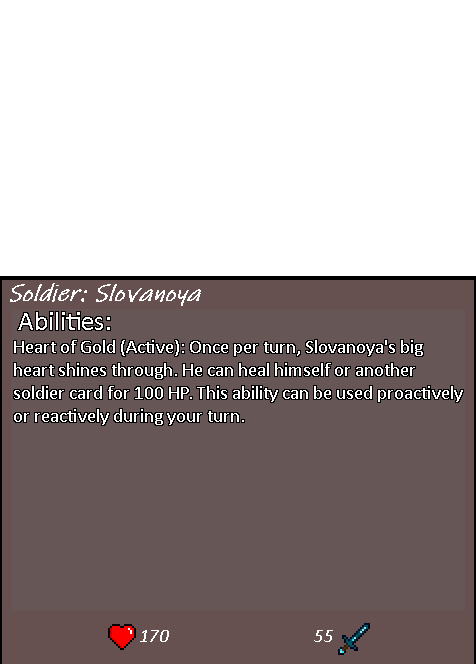 Soldier: Slovanoya
Abilities:
Heart of Gold (Active): Once per turn, Slovanoya's big
heart shines through. He can heal himself or another
soldier card for 100 HP. This ability can be used proactively
or reactively during your turn.
170
55